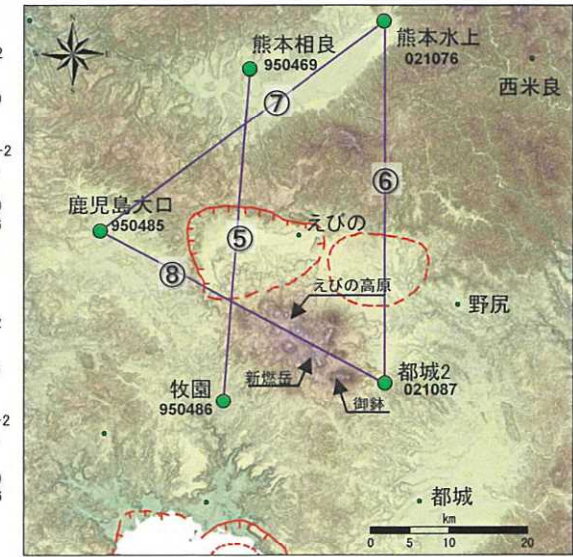 熊本相良
950469
熊本水上
021076
西米良
⑦
⑥
鹿児島大口
950485
⑤
えびの
⑧
えびの高原
野尻
新燃岳
御鉢
都城2
021087
牧園
950486
都城
km
0 5 10 20